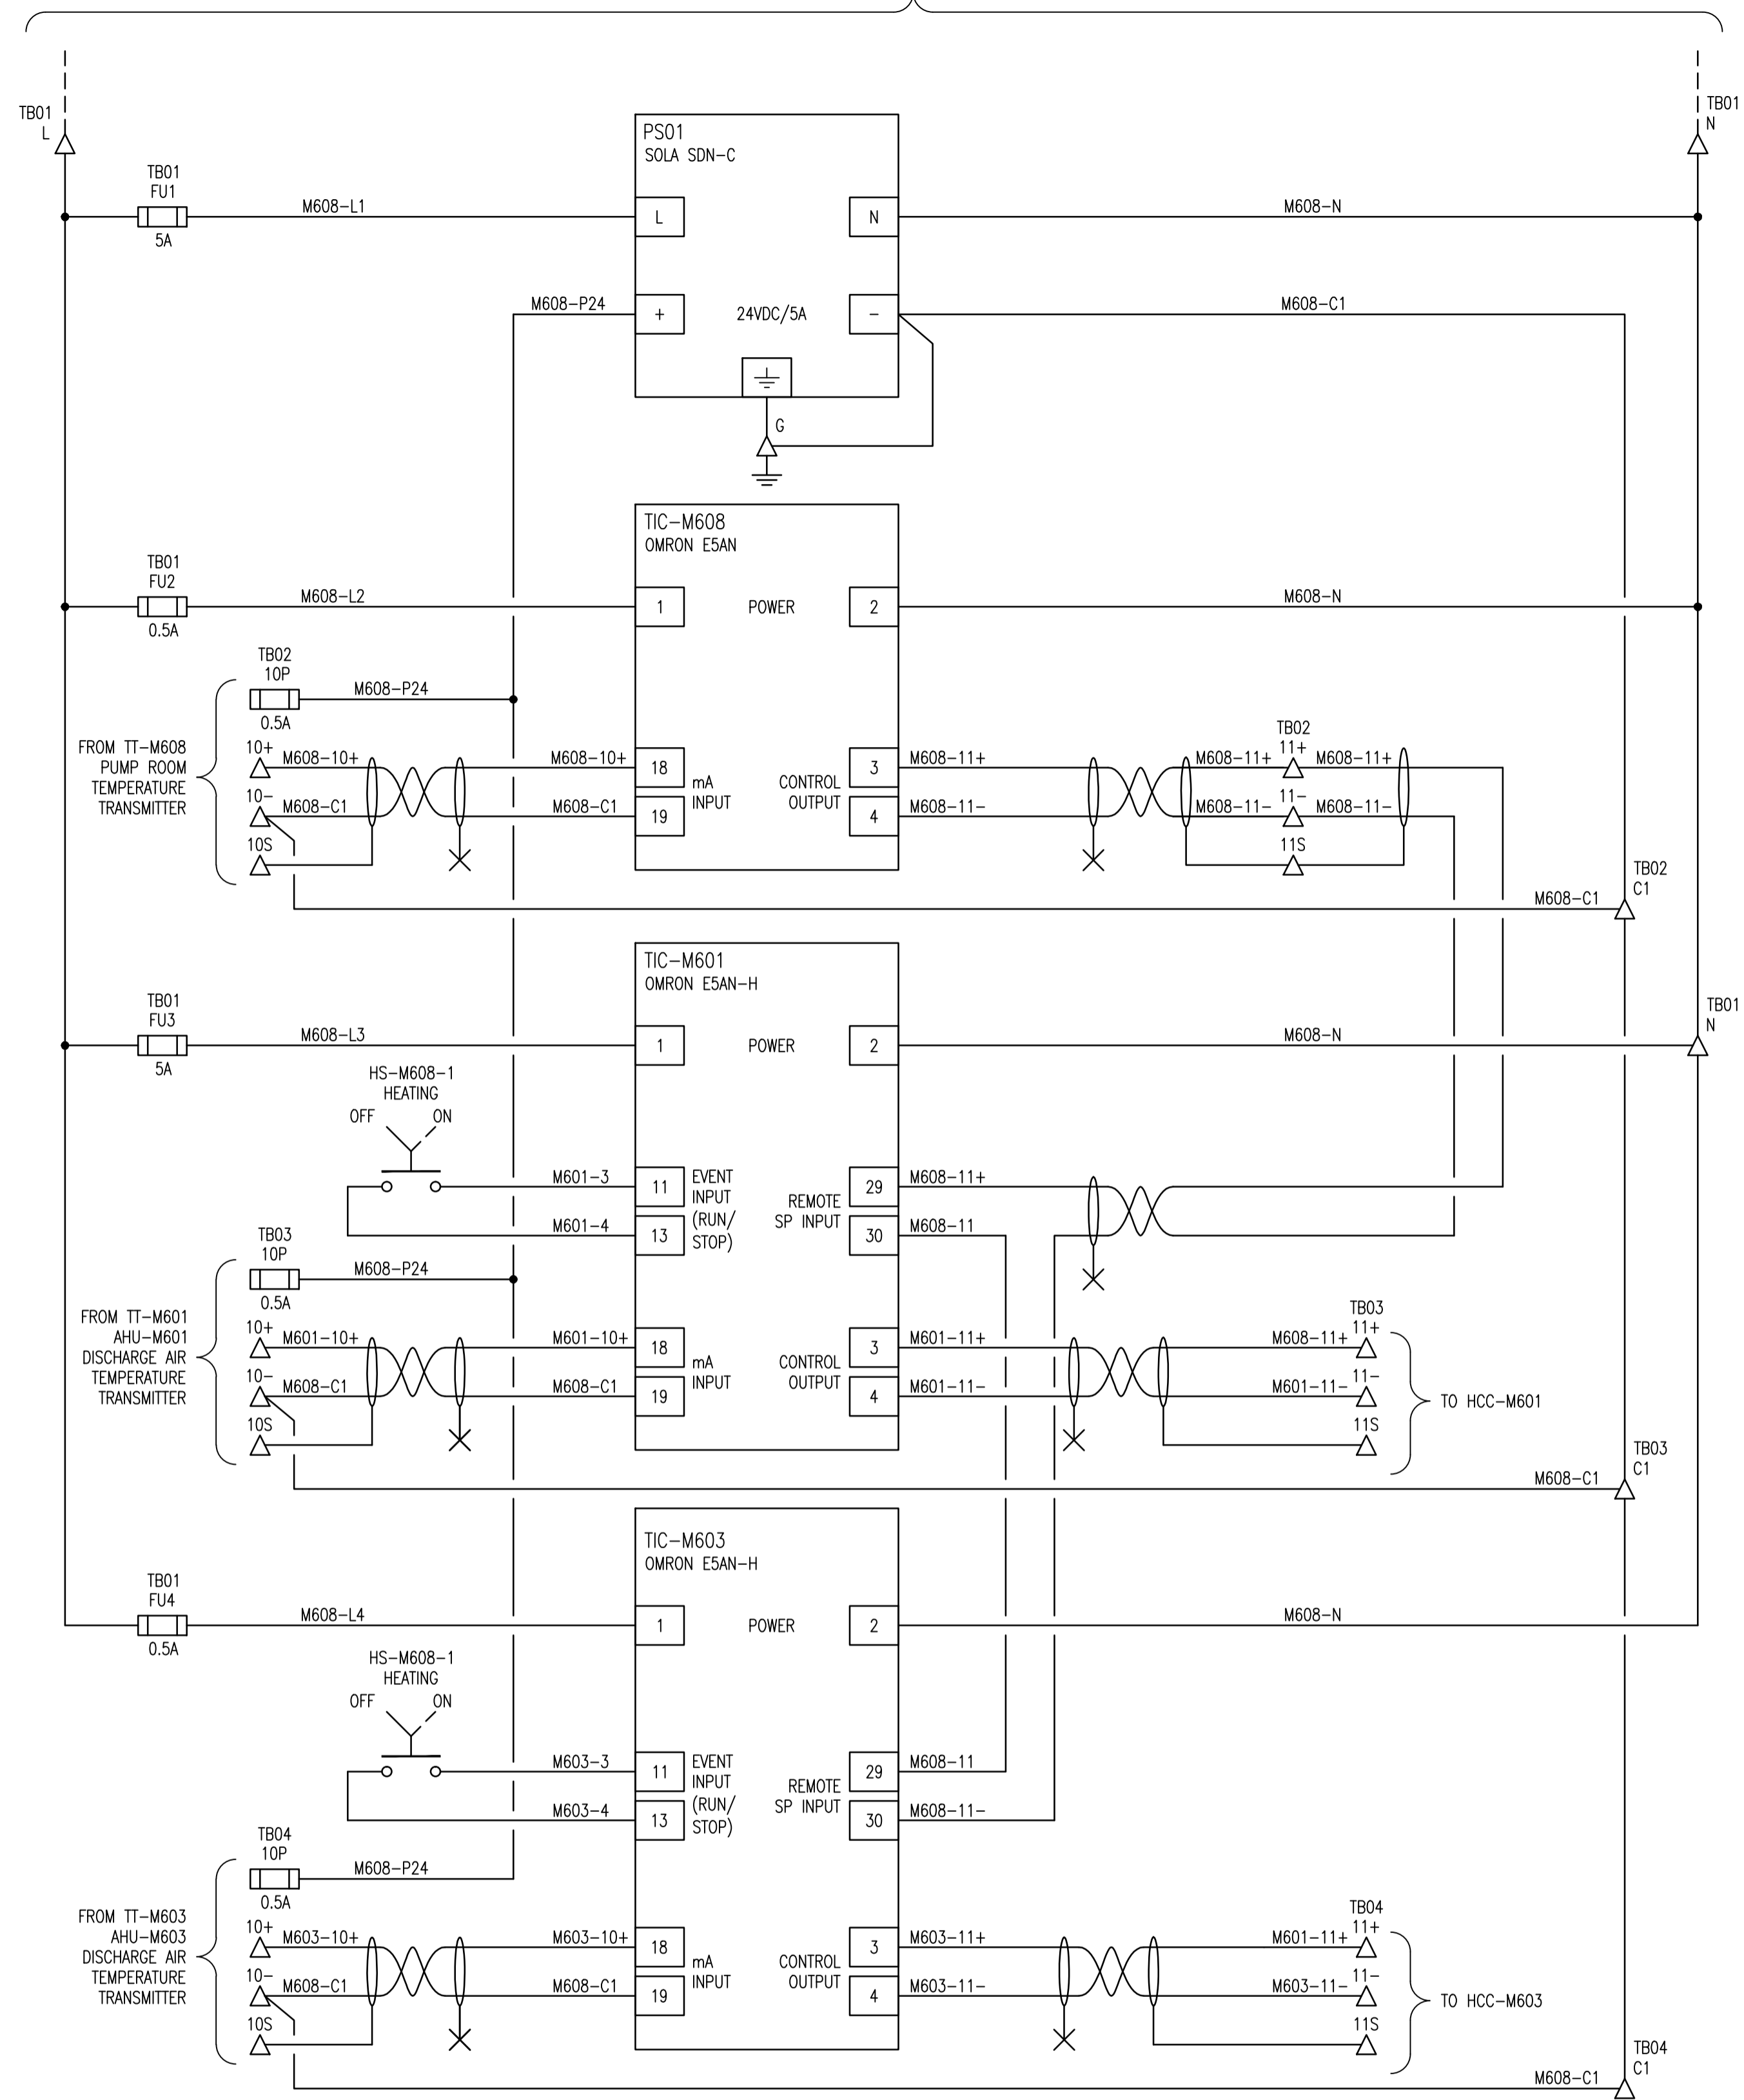 TB01
L
TB01
N
PS01
SOLA SDN-C
TB01
FU1
5A
M608-L1
L
N
M608-N
M608-P24
+
24VDC/5A
-
M608-C1
G
TIC-M608
OMRON E5AN
TB01
FU2
0.5A
M608-L2
1
POWER
2
M608-N
TB02
10P
0.5A
M608-P24
FROM TT-M608
PUMP ROOM
TEMPERATURE
TRANSMITTER
10+
M608-10+
M608-10+
18
10-
M608-C1
M608-C1
19
10S
mA
INPUT
CONTROL
OUTPUT
3
M608-11+
4
M608-11-
TB02
M608-11+
11+
M608-11+
M608-11-
11-
M608-11-
11S
M608-C1
TB02
C1
TIC-M601
OMRON E5AN-H
TB01
FU3
5A
M608-L3
1
POWER
2
M608-N
TB01
N
HS-M608-1
HEATING
OFF
ON
M601-3
11
M601-4
13
EVENT
INPUT
(RUN/
STOP)
REMOTE
SP INPUT
29
M608-11+
30
M608-11
TB03
10P
0.5A
M608-P24
FROM TT-M601
AHU-M601
DISCHARGE AIR
TEMPERATURE
TRANSMITTER
10+
M601-10+
M601-10+
18
10-
M608-C1
M608-C1
19
10S
mA
INPUT
CONTROL
OUTPUT
3
M601-11+
4
M601-11-
TB03
M608-11+
11+
M601-11-
11-
11S
TO HCC-M601
M608-C1
TB03
C1
TIC-M603
OMRON E5AN-H
TB01
FU4
0.5A
M608-L4
1
POWER
2
M608-N
HS-M608-1
HEATING
OFF
ON
M603-3
11
M603-4
13
EVENT
INPUT
(RUN/
STOP)
REMOTE
SP INPUT
29
M608-11
30
M608-11-
TB04
10P
0.5A
M608-P24
FROM TT-M603
AHU-M603
DISCHARGE AIR
TEMPERATURE
TRANSMITTER
10+
M603-10+
M603-10+
18
10-
M608-C1
M608-C1
19
10S
mA
INPUT
CONTROL
OUTPUT
3
M603-11+
4
M603-11-
TB04
M601-11+
11+
M603-11-
11-
11S
TO HCC-M603
M608-C1
TB04
C1